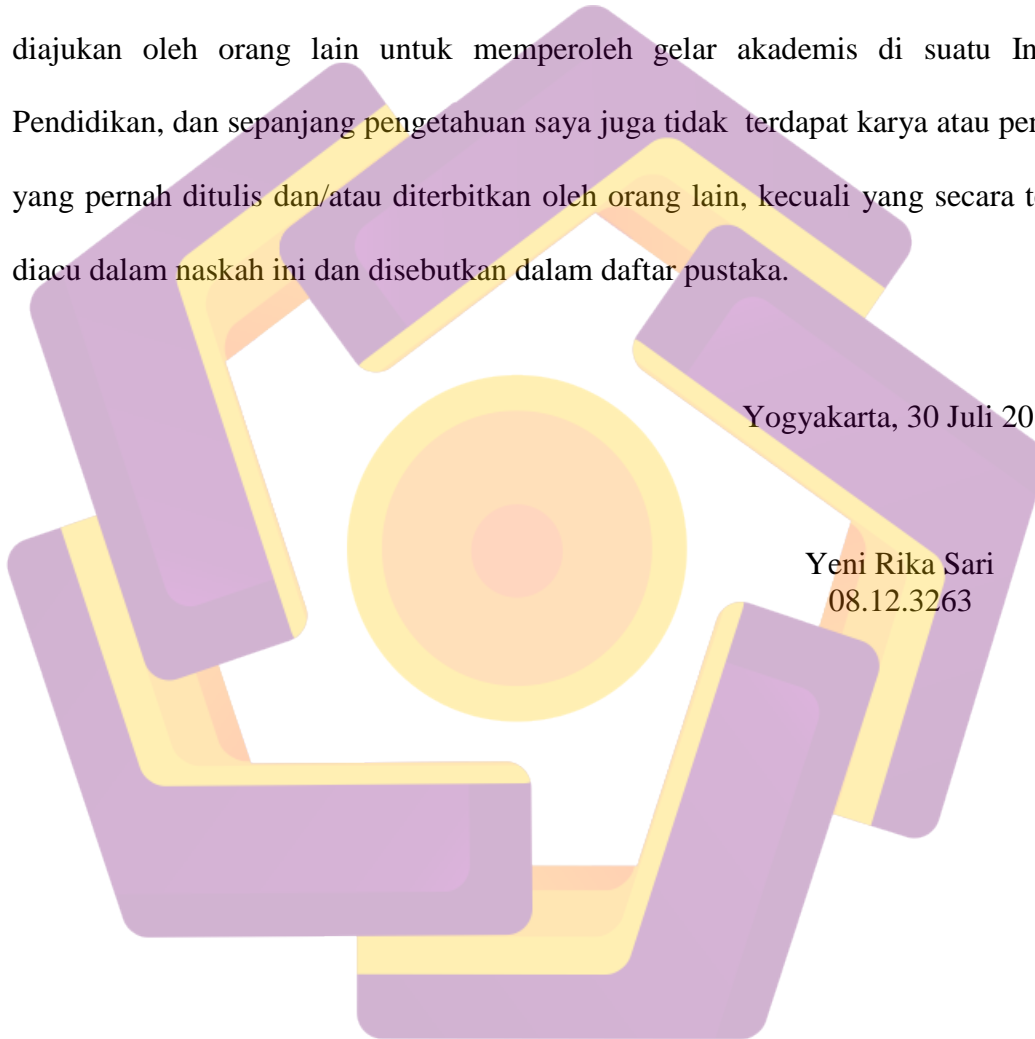 diajukan oleh orang lain untuk memperoleh gelar akademis di suatu In
Pendidikan, dan sepanjang pengetahuan saya juga tidak terdapat karya atau pe
yang pernah ditulis dan/atau diterbitkan oleh orang lain, kecuali yang secara t
diacu dalam naskah ini dan disebutkan dalam daftar pustaka.
Yogyakarta, 30 Juli 20
Yeni Rika Sari
08.12.3263